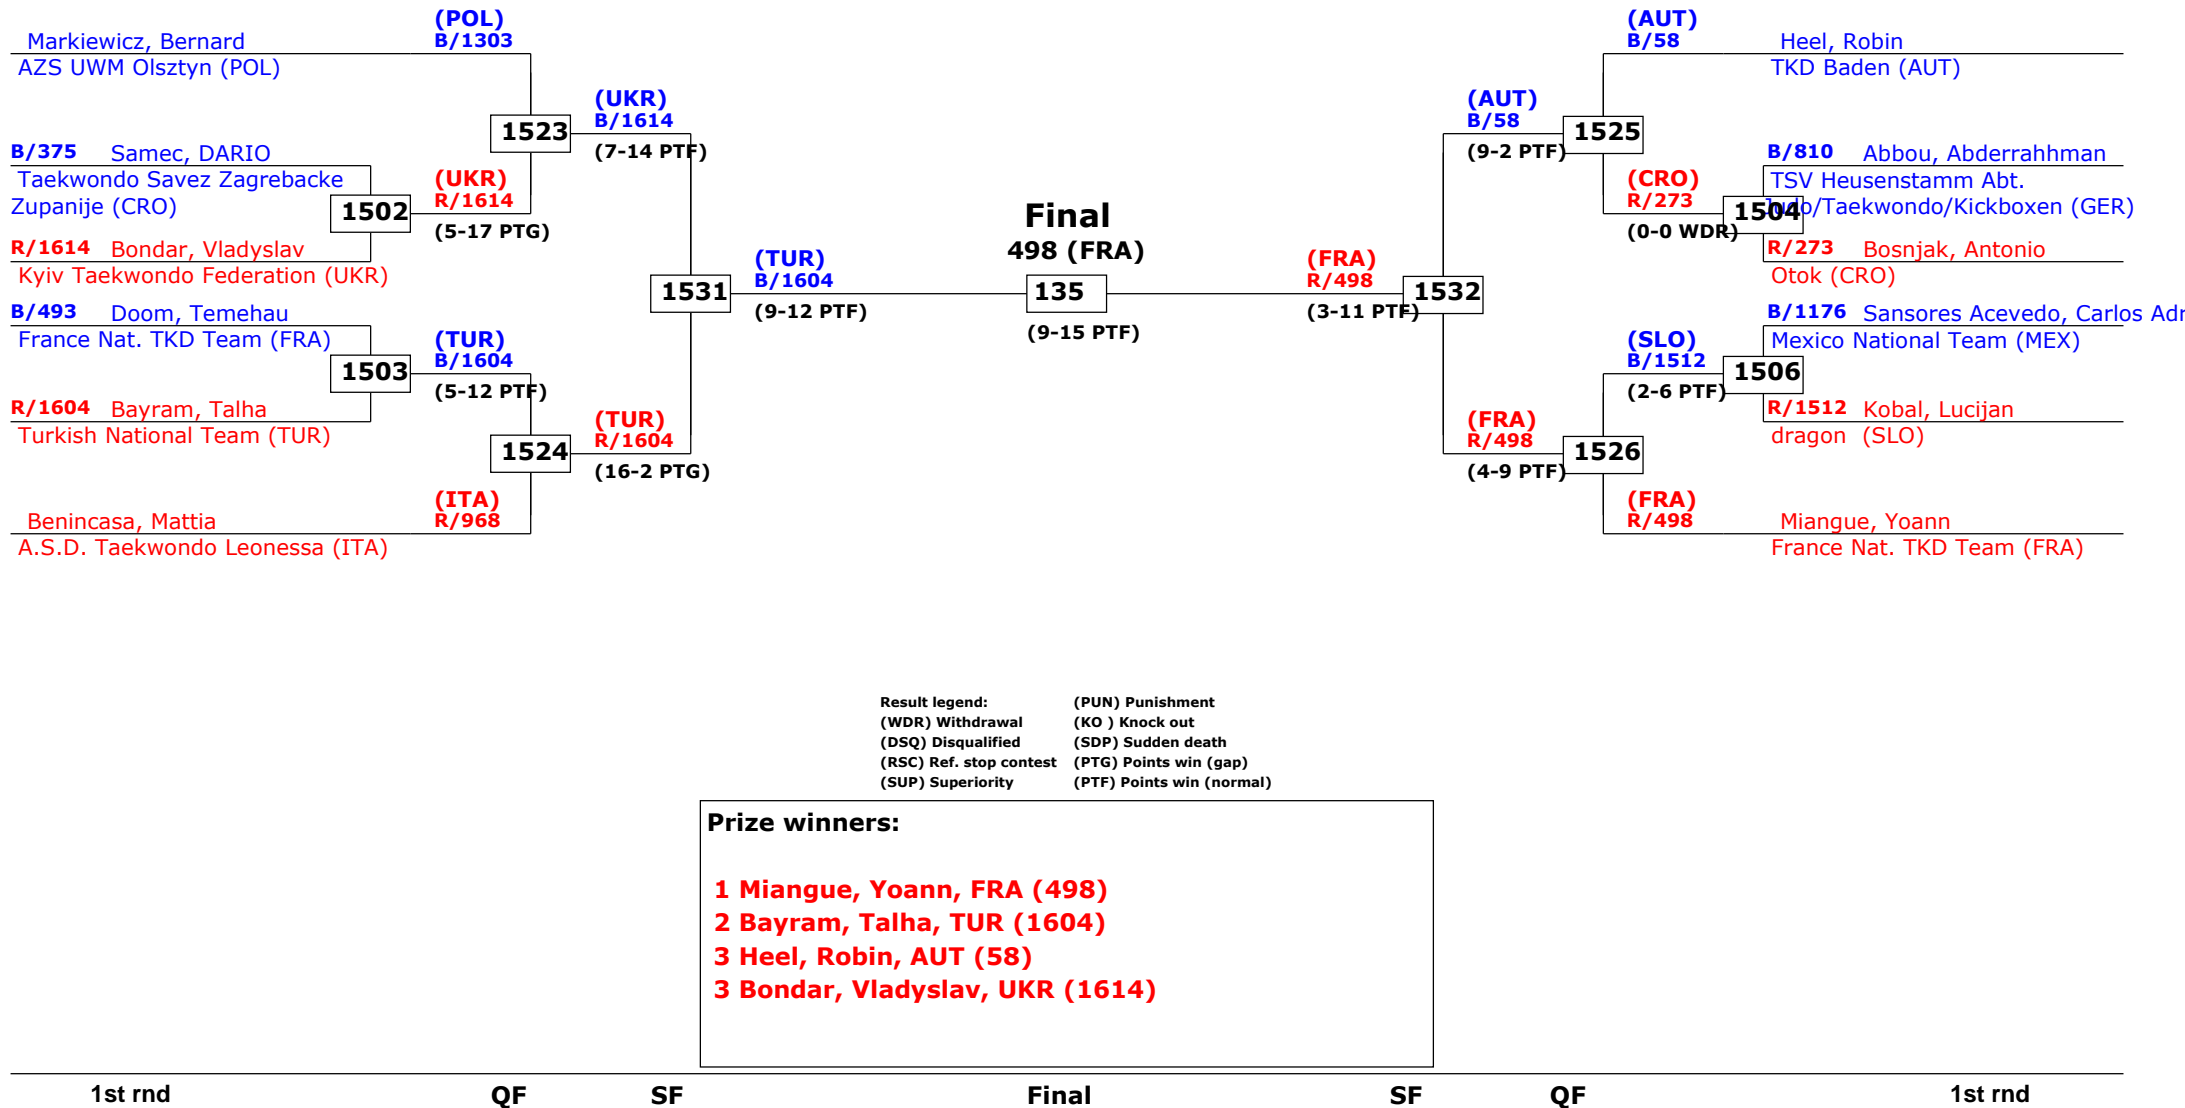 (POL)
B/1303
Markiewicz, Bernard
AZS UWM Olsztyn (POL)
1523
(UKR)
B/1614
(7-14 PTF)
B/375 Samec, DARIO
Taekwondo Savez Zagrebacke
Zupanije (CRO)
1502
(UKR)
R/1614
(5-17 PTG)
R/1614 Bondar, Vladyslav
Kyiv Taekwondo Federation (UKR)
1531
(TUR)
B/1604
(9-12 PTF)
B/493 Doom, Temehau
France Nat. TKD Team (FRA)
1503
(TUR)
B/1604
(5-12 PTF)
R/1604 Bayram, Talha
Turkish National Team (TUR)
1524
(TUR)
R/1604
(16-2 PTG)
(ITA)
R/968
Benincasa, Mattia
A.S.D. Taekwondo Leonessa (ITA)
Final
498 (FRA)
135
(9-15 PTF)
(AUT)
B/58
Heel, Robin
TKD Baden (AUT)
(AUT)
B/58
(9-2 PTF)
1525
B/810 Abbou, Abderrahhman
TSV Heusenstamm Abt.
Judo/Taekwondo/Kickboxen (GER)
(CRO)
R/273
(0-0 WDR)
1504
R/273 Bosnjak, Antonio
Otok (CRO)
(FRA)
R/498
(3-11 PTF)
1532
B/1176 Sansores Acevedo, Carlos Adr
Mexico National Team (MEX)
(SLO)
B/1512
(2-6 PTF)
1506
R/1512 Kobal, Lucijan
dragon (SLO)
(FRA)
R/498
(4-9 PTF)
1526
(FRA)
R/498
Miangue, Yoann
France Nat. TKD Team (FRA)
Result legend: (PUN) Punishment
(WDR) Withdrawal (KO ) Knock out
(DSQ) Disqualified (SDP) Sudden death
(RSC) Ref. stop contest (PTG) Points win (gap)
(SUP) Superiority (PTF) Points win (normal)
Prize winners:
1 Miangue, Yoann, FRA (498)
2 Bayram, Talha, TUR (1604)
3 Heel, Robin, AUT (58)
3 Bondar, Vladyslav, UKR (1614)
1st rnd QF SF Final SF QF 1st rnd